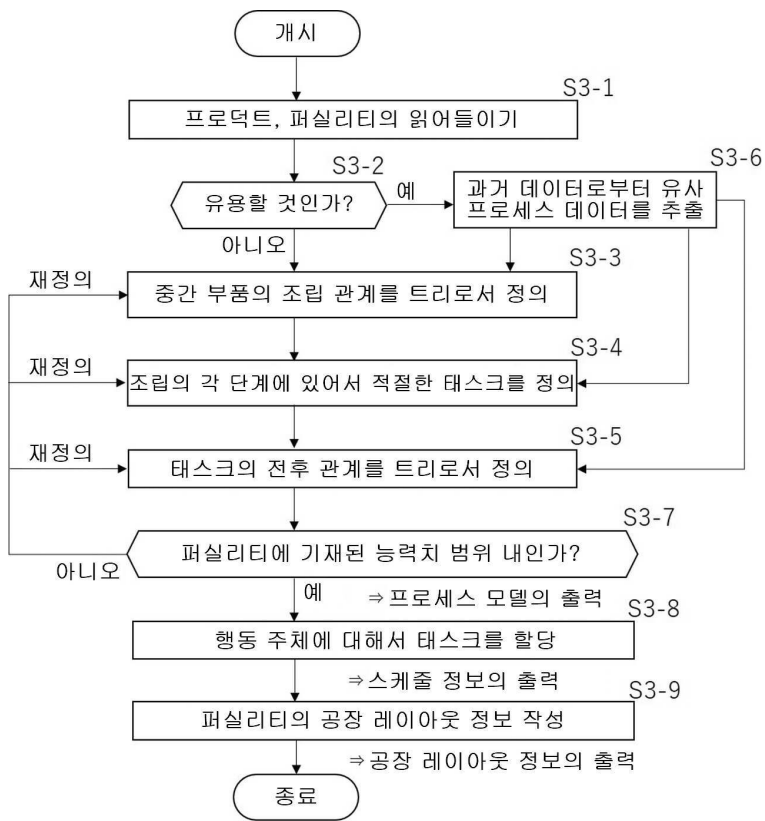 개시
S3-1
프로덕트, 퍼실리티의 읽어들이기
S3-2
유용할 것인가?
예
S3-6
과거 데이터로부터 유사
프로세스 데이터를 추출
아니오
S3-3
재정의
중간 부품의 조립 관계를 트리로서 정의
S3-4
재정의
조립의 각 단계에 있어서 적절한 태스크를 정의
S3-5
재정의
태스크의 전후 관계를 트리로서 정의
S3-7
퍼실리티에 기재된 능력치 범위 내인가?
아니오
예
⇒프로세스 모델의 출력
S3-8
행동 주체에 대해서 태스크를 할당
⇒스케줄 정보의 출력
S3-9
퍼실리티의 공장 레이아웃 정보 작성
⇒공장 레이아웃 정보의 출력
종료